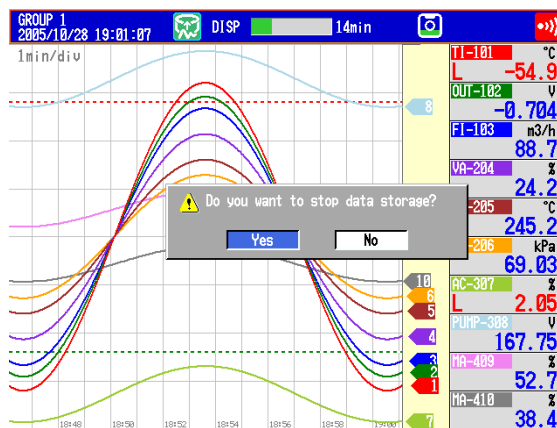 GROUP 1
2005/10/28 19:01:07
DISP
14min
1min/div
TI-101 °C
L -54.9
OUT-102 V
-0.704
FI-103 m3/h
88.7
VA-204 %
24.2
-205 °C
245.2
-206 kPa
69.03
AC-307 %
L 2.05
PUMP-308 V
167.75
MA-409 %
52.7
MA-410 %
38.4
Do you want to stop data storage?
Yes No
8
10
6
5
4
3
2
1
7
18:48 18:50 18:52 18:54 18:56 18:58 19:00